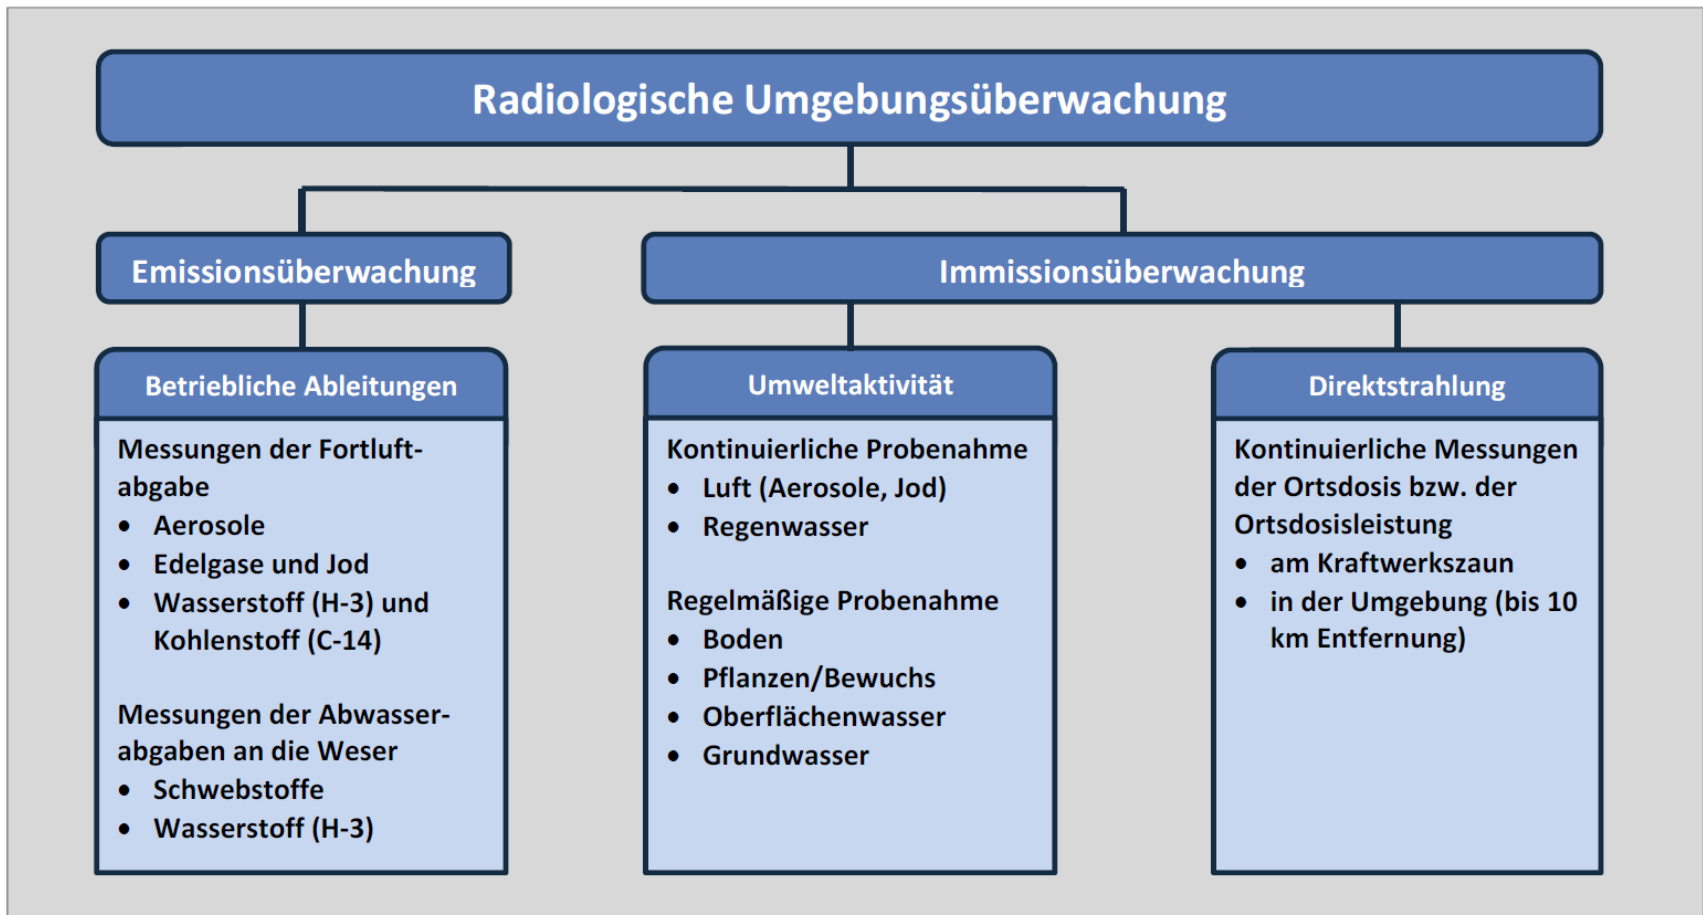 Radiologische Umgebungsüberwachung
Emissionsüberwachung
Immissionsüberwachung
Betriebliche Ableitungen
Messungen der Fortluft-
abgabe
• Aerosole
• Edelgase und Jod
• Wasserstoff (H-3) und
Kohlenstoff (C-14)
Messungen der Abwasser-
abgaben an die Weser
• Schwebstoffe
• Wasserstoff (H-3)
Umweltaktivität
Kontinuierliche Probenahme
• Luft (Aerosole, Jod)
• Regenwasser
Regelmäßige Probenahme
• Boden
• Pflanzen/Bewuchs
• Oberflächenwasser
• Grundwasser
Direktstrahlung
Kontinuierliche Messungen
der Ortsdosis bzw. der
Ortsdosisleistung
• am Kraftwerkszaun
• in der Umgebung (bis 10
km Entfernung)